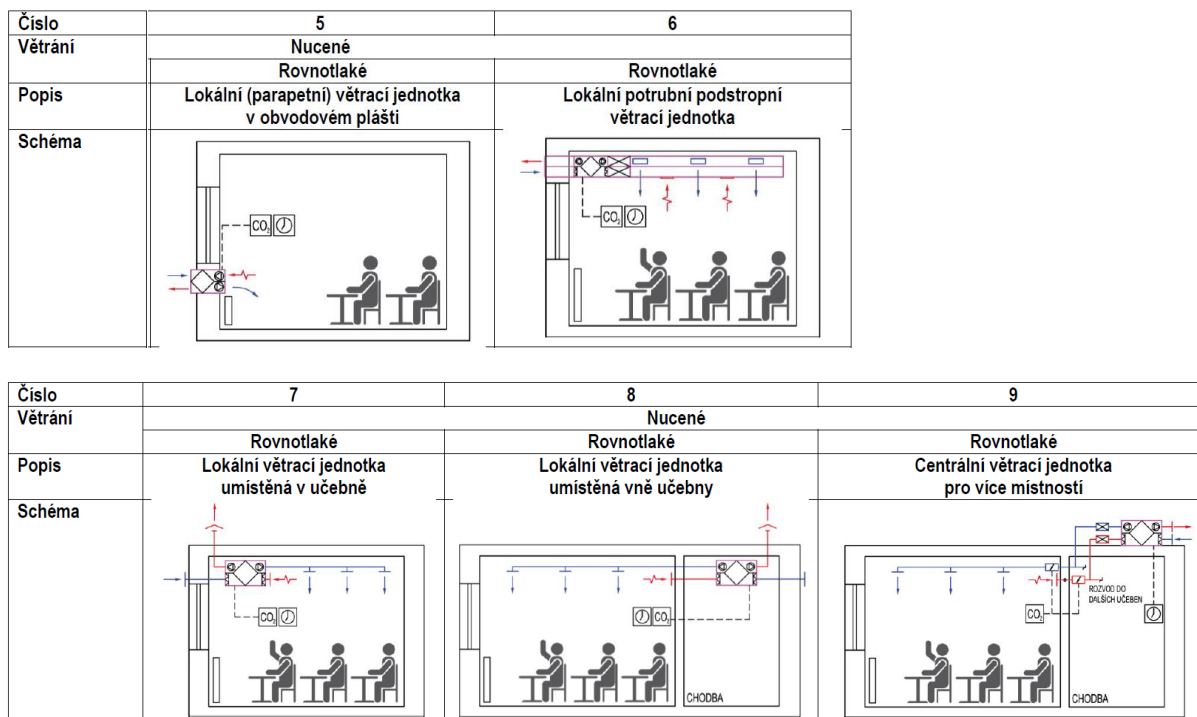 Číslo 5 6
Větrání Nucené
Rovnotlaké Rovnotlaké
Popis Lokální (parapetní) větrací jednotka Lokální potrubní podstropní
v obvodovém plášti větrací jednotka
Schéma
CO2
CO2
Číslo 7 8 9
Větrání Nucené
Rovnotlaké Rovnotlaké Rovnotlaké
Popis Lokální větrací jednotka Lokální větrací jednotka Centrální větrací jednotka
umístěná v učebně umístěná vně učebny pro více místností
Schéma
ROZVOD DO
DALŠÍCH UČEBEN
CO2 CO2 CO2
CHODBA CHODBA